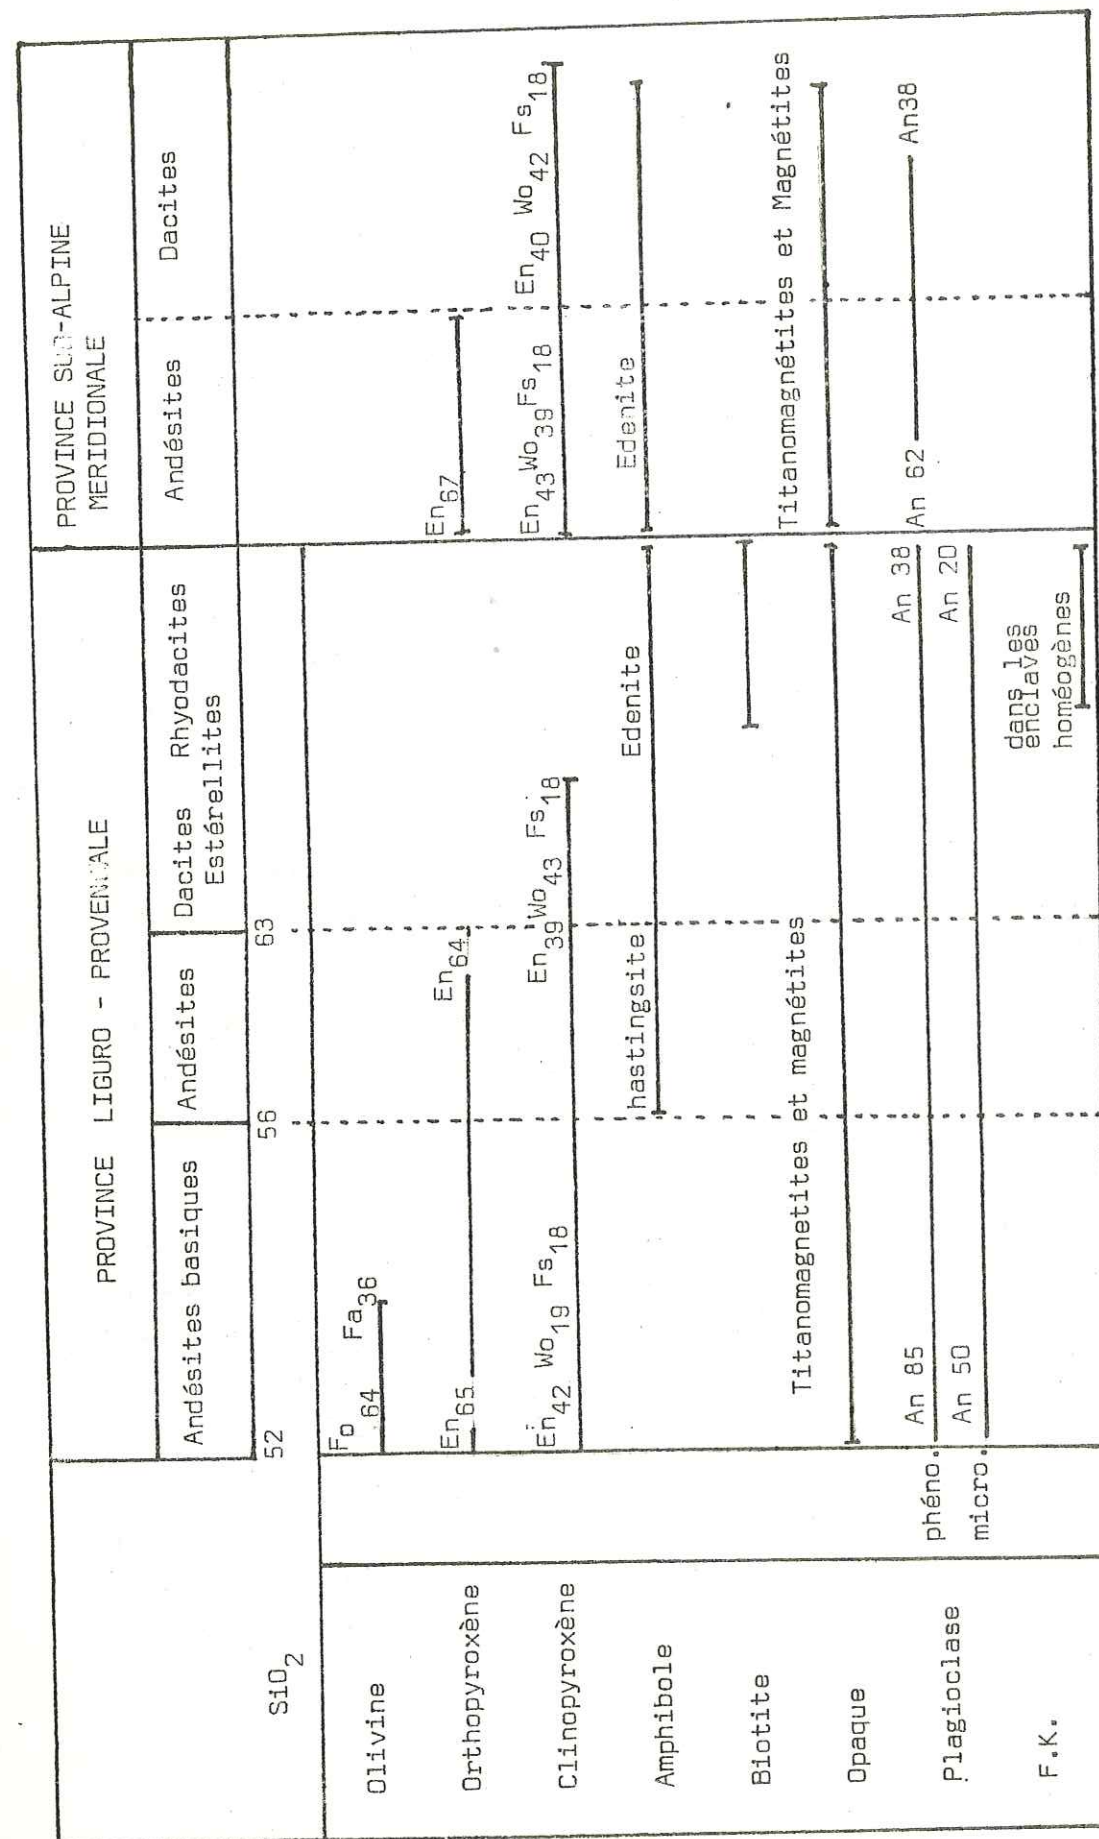 PROVINCE LIGURO - PROVENCALE
PROVINCE SUB-ALPINE
MERIDIONALE
Andésites basiques
Andésites
Dacites Rhyodacites
Estérellites
Andésites
Dacites
SiO2
52
56
63
Olivine
Fo64 Fa36
Orthopyroxène
En65
En64
En67
Clinopyroxène
En42 Wo19 Fs18
En39 Wo43 Fs18
En43 Wo39 Fs18
En40 Wo42 Fs18
Amphibole
hastingsite
Edenite
Edenite
Biotite
Opaque
Titanomagnetites et magnétites
Titanomagnétites et Magnétites
Plagioclase
phéno.
An 85
An 38
An 62
An38
micro.
An 50
An 20
F.K.
dans les
enclaves
homéogènes